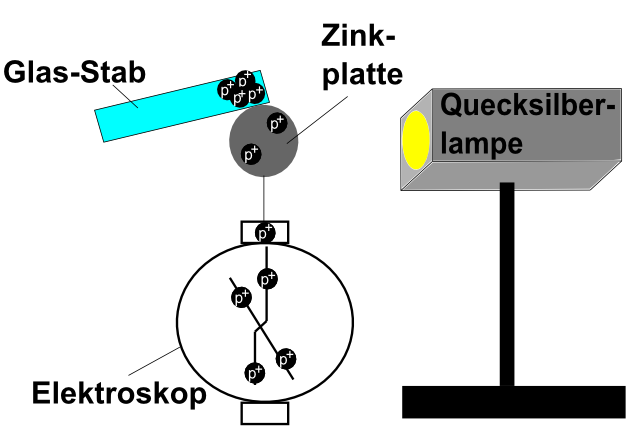 Zink-
platte
Glas-Stab
Quecksilber-
lampe
p+ p+ p+ p+
p+
p+
p+
p+
p+
p+
p+
Elektroskop